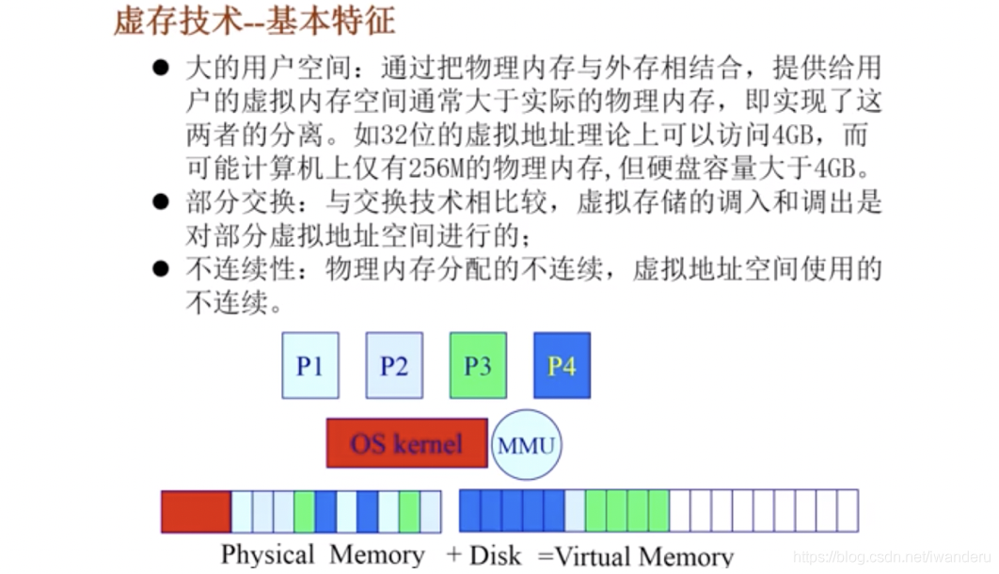 虚存技术--基本特征
● 大的用户空间：通过把物理内存与外存相结合，提供给用
户的虚拟内存空间通常大于实际的物理内存，即实现了这
两者的分离。如32位的虚拟地址理论上可以访问4GB，而
可能计算机上仅有256M的物理内存,但硬盘容量大于4GB。
● 部分交换：与交换技术相比较，虚拟存储的调入和调出是
对部分虚拟地址空间进行的；
● 不连续性：物理内存分配的不连续，虚拟地址空间使用的
不连续。
P1 P2 P3 P4
OS kernel MMU
Physical Memory + Disk =Virtual Memory
https://blog.csdn.net/iwanderu